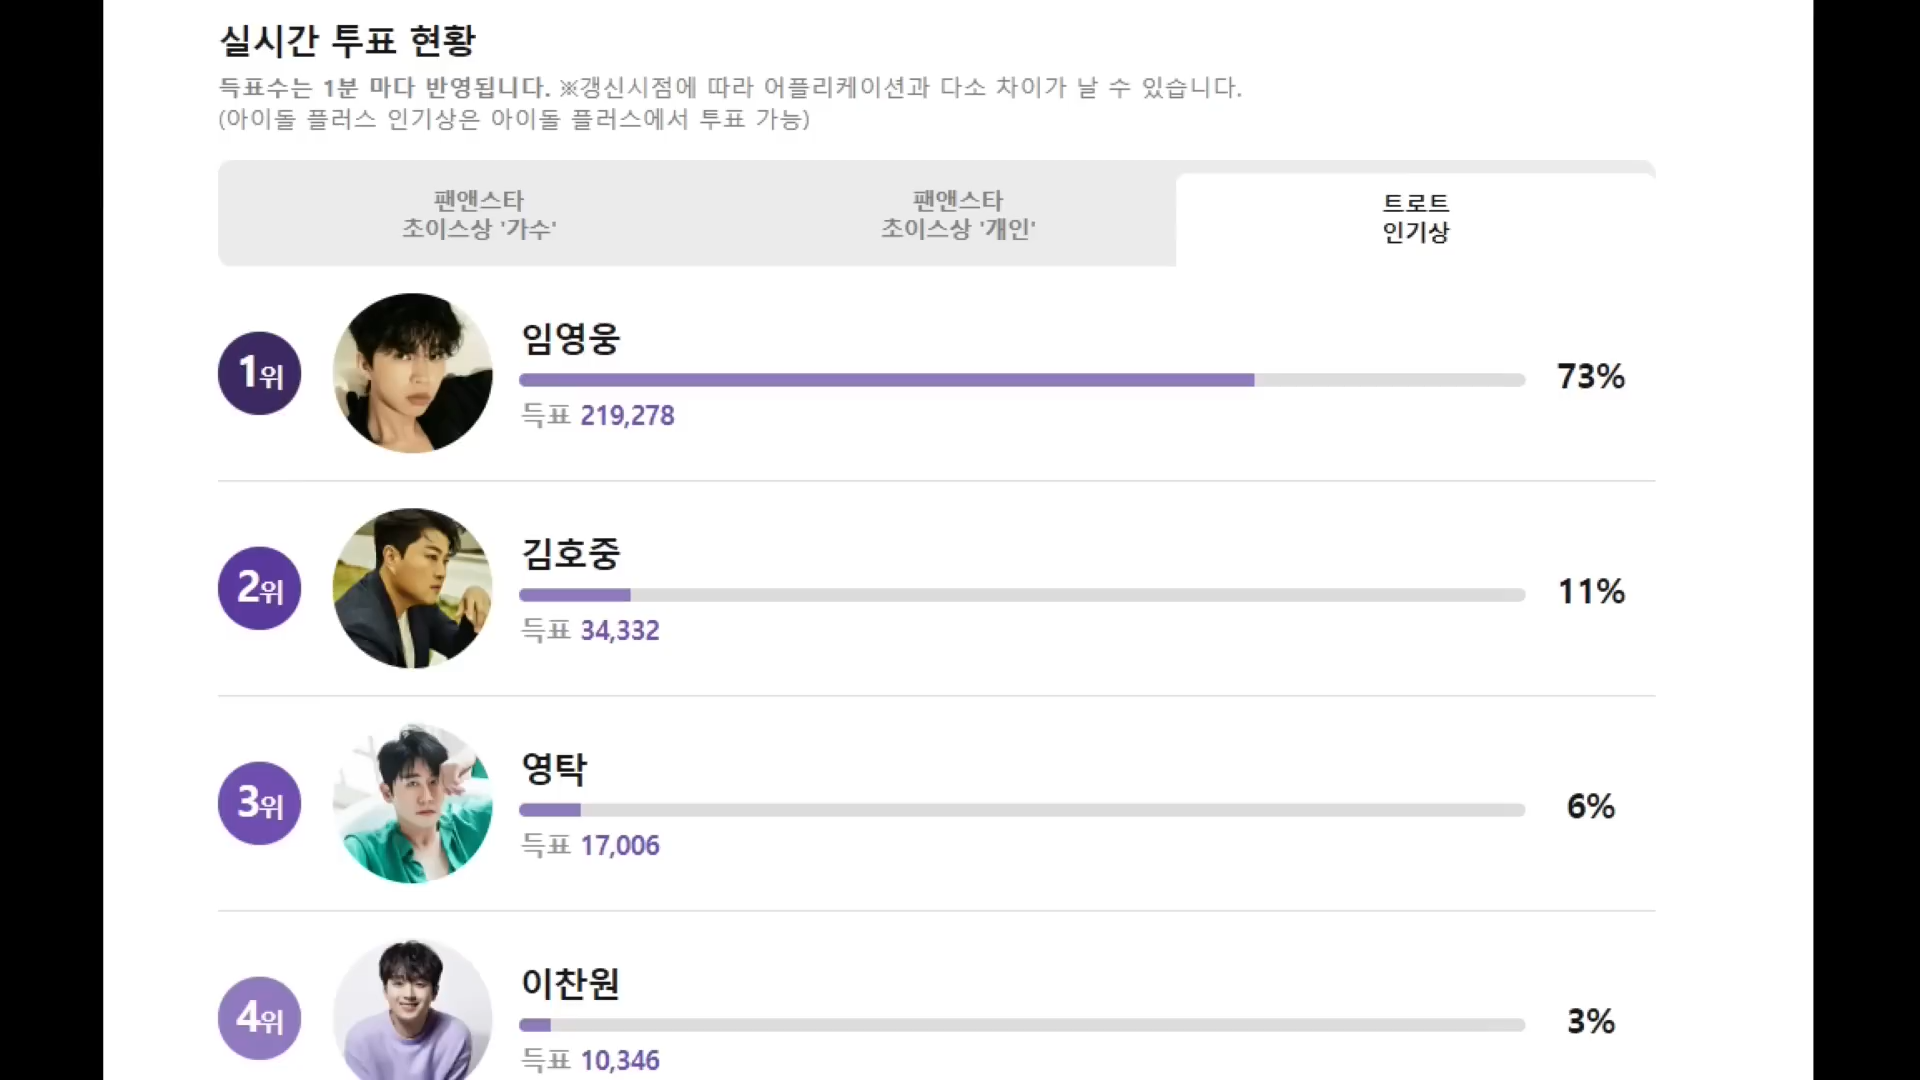 실시간 투표 현황
득표수는 1분 마다 반영됩니다. ※갱신시점에 따라 어플리케이션과 다소 차이가 날 수 있습니다.
(아이돌 플러스 인기상은 아이돌 플러스에서 투표 가능)
팬앤스타
초이스상 '가수'
팬앤스타
초이스상 '개인'
트로트
인기상
1위
임영웅
73%
득표 219,278
2위
김호중
11%
득표 34,332
3위
영탁
6%
득표 17,006
4위
이찬원
3%
득표 10,346